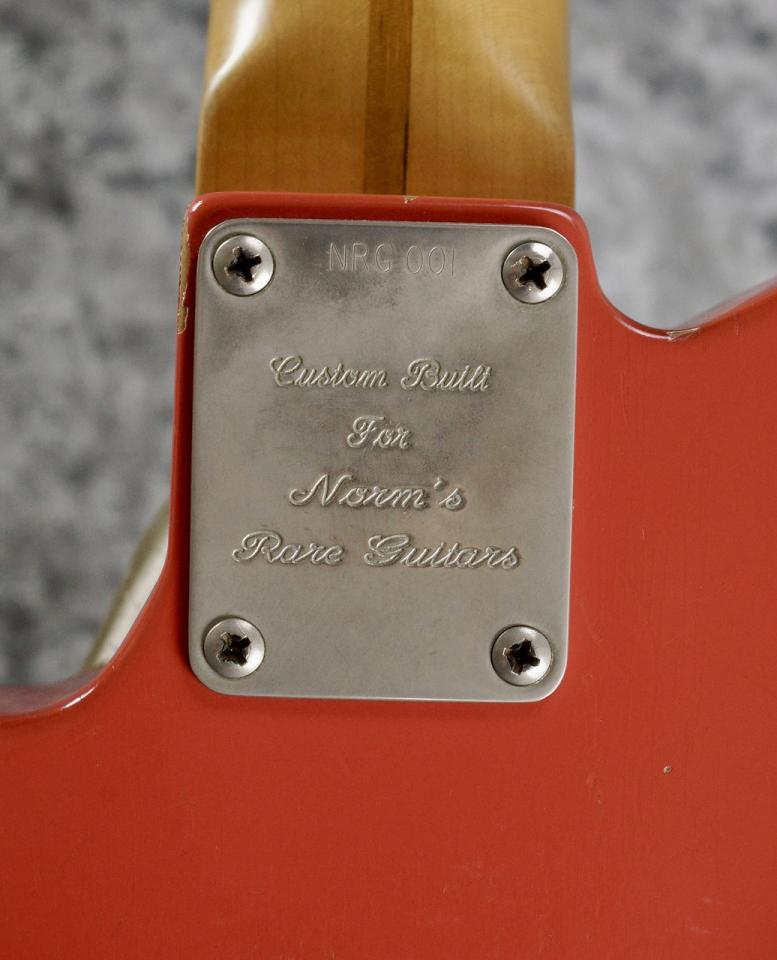 NRG 001
Custom Built
For
Norm's
Rare Guitars